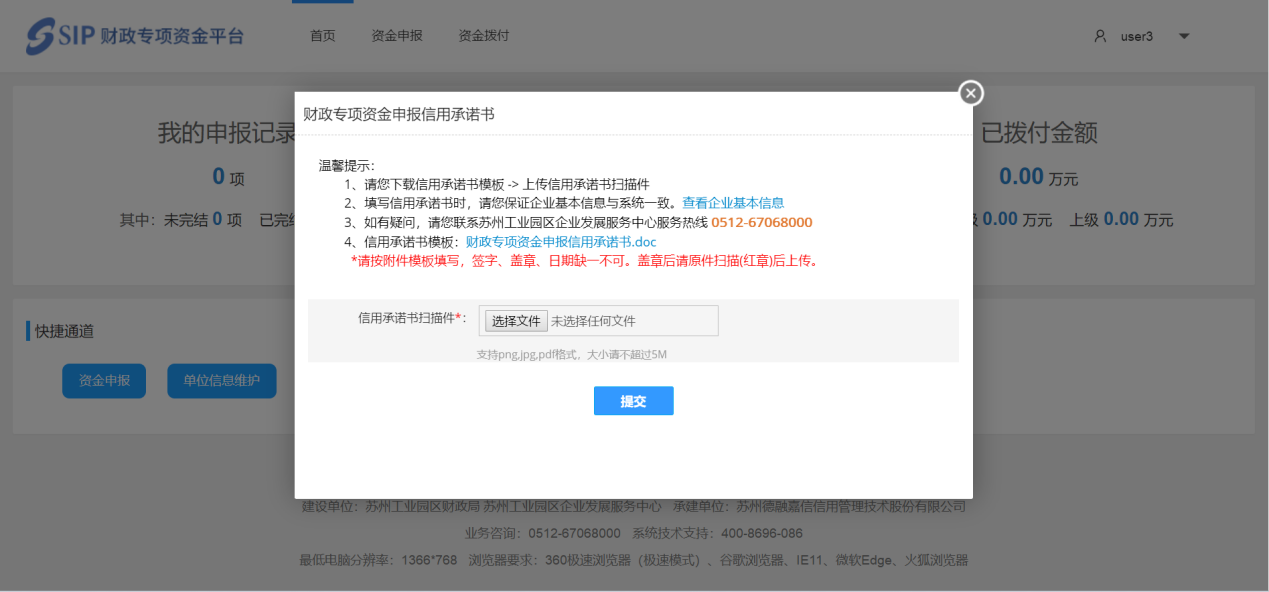 SIP 财政专项资金平台
首页 资金申报 资金拨付
user3
我的申报记录
已拨付金额
0 项
0.00 万元
其中：未完结 0 项 已完结
0.00 万元 上级 0.00 万元
财政专项资金申报信用承诺书
温馨提示：
1、请您下载信用承诺书模板 -> 上传信用承诺书扫描件
2、填写信用承诺书时，请您保证企业基本信息与系统一致。查看企业基本信息
3、如有疑问，请您联系苏州工业园区企业发展服务中心服务热线 0512-67068000
4、信用承诺书模板：财政专项资金申报信用承诺书.doc
*请按附件模板填写，签字、盖章、日期缺一不可。盖章后请原件扫描(红章)后上传。
信用承诺书扫描件*：
选择文件 未选择任何文件
支持png,jpg,pdf格式，大小请不超过5M
提交
快捷通道
资金申报 单位信息维护
建设单位：苏州工业园区财政局 苏州工业园区企业发展服务中心 承建单位：苏州德融嘉信信用管理技术股份有限公司
业务咨询：0512-67068000 系统技术支持：400-8696-086
最低电脑分辨率：1366*768 浏览器要求：360极速浏览器（极速模式）、谷歌浏览器、IE11、微软Edge、火狐浏览器